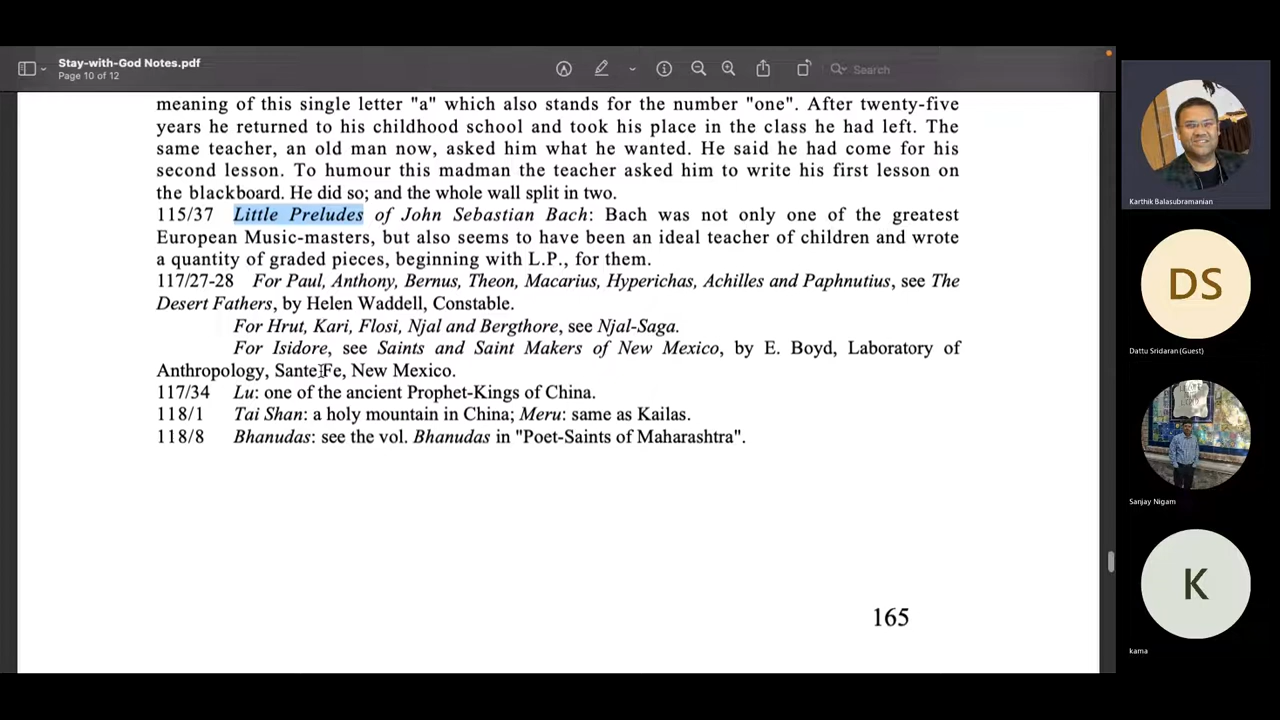 Stay-with-God Notes.pdf
Page 10 of 12
Search
meaning of this single letter "a" which also stands for the number "one". After twenty-five
years he returned to his childhood school and took his place in the class he had left. The
same teacher, an old man now, asked him what he wanted. He said he had come for his
second lesson. To humour this madman the teacher asked him to write his first lesson on
the blackboard. He did so; and the whole wall split in two.
115/37 Little Preludes of John Sebastian Bach: Bach was not only one of the greatest
European Music-masters, but also seems to have been an ideal teacher of children and wrote
a quantity of graded pieces, beginning with L.P., for them.
117/27-28 For Paul, Anthony, Bernus, Theon, Macarius, Hyperichas, Achilles and Paphnutius, see The
Desert Fathers, by Helen Waddell, Constable.
For Hrut, Kari, Flosi, Njal and Bergthore, see Njal-Saga.
For Isidore, see Saints and Saint Makers of New Mexico, by E. Boyd, Laboratory of
Anthropology, Sante Fe, New Mexico.
117/34 Lu: one of the ancient Prophet-Kings of China.
118/1 Tai Shan: a holy mountain in China; Meru: same as Kailas.
118/8 Bhanudas: see the vol. Bhanudas in "Poet-Saints of Maharashtra".
165
Karthik Balasubramanian
DS
Dattu Sridaran (Guest)
Sanjay Nigam
K
kama